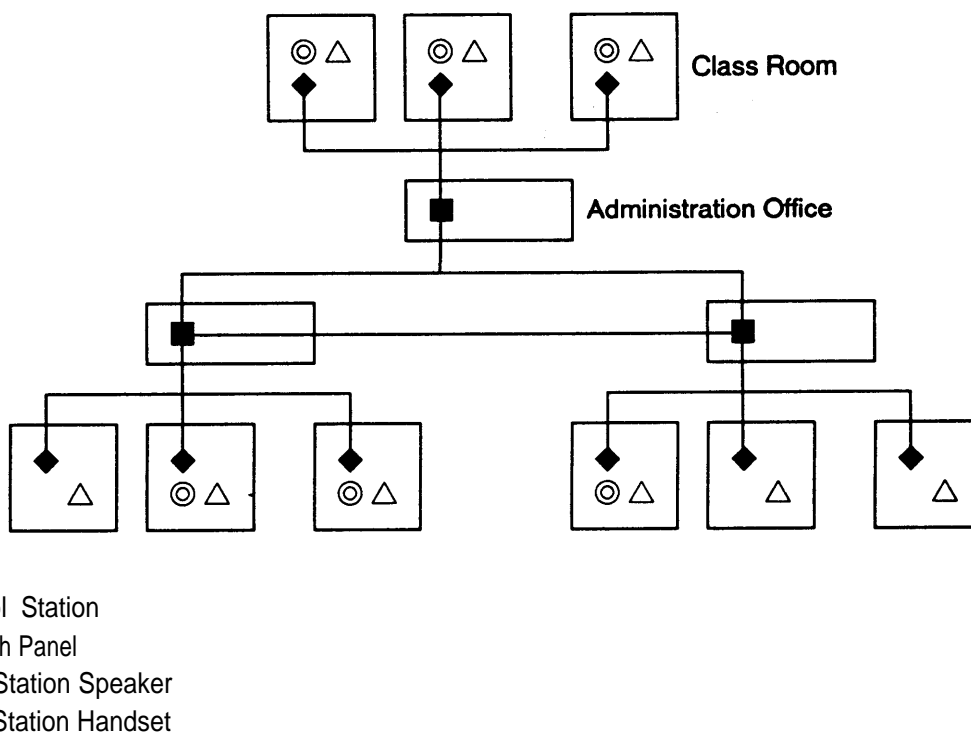 Class Room
Administration Office
l Station
h Panel
Station Speaker
Station Handset